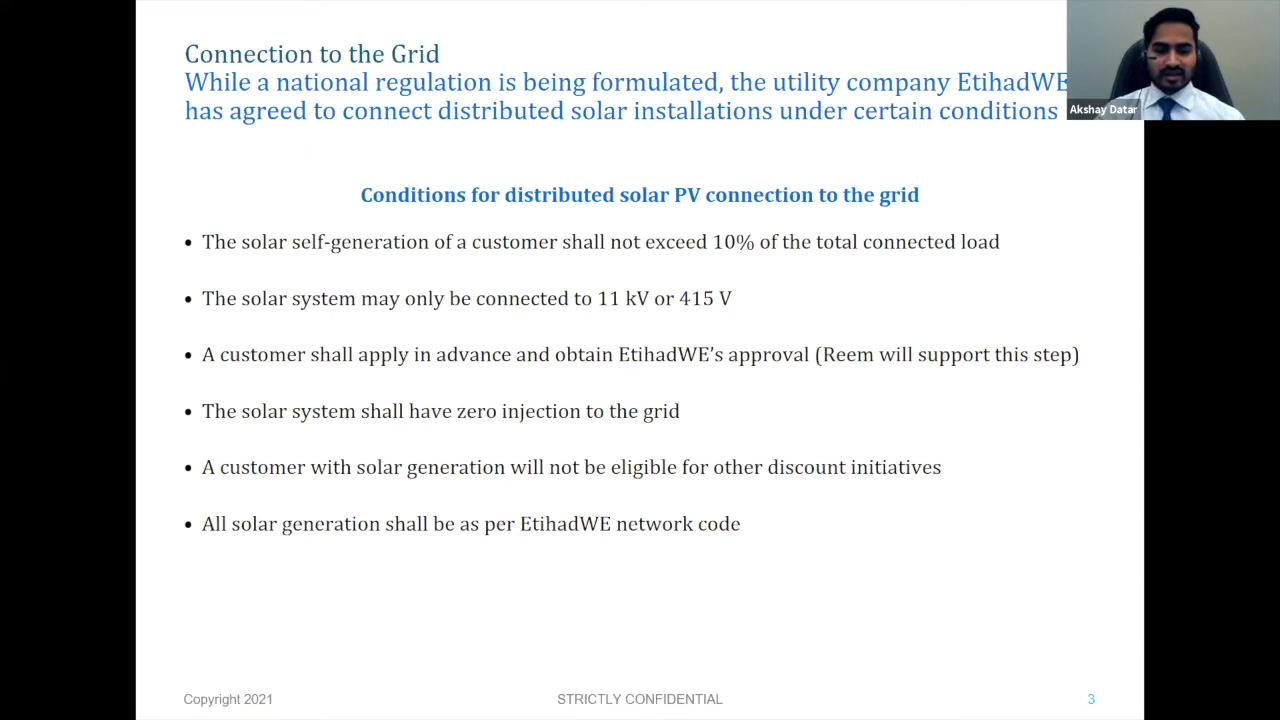 Connection to the Grid
While a national regulation is being formulated, the utility company EtihadWE
has agreed to connect distributed solar installations under certain conditions
Akshay Datar
Conditions for distributed solar PV connection to the grid
• The solar self-generation of a customer shall not exceed 10% of the total connected load
• The solar system may only be connected to 11 kV or 415 V
• A customer shall apply in advance and obtain EtihadWE’s approval (Reem will support this step)
• The solar system shall have zero injection to the grid
• A customer with solar generation will not be eligible for other discount initiatives
• All solar generation shall be as per EtihadWE network code
Copyright 2021
STRICTLY CONFIDENTIAL
3